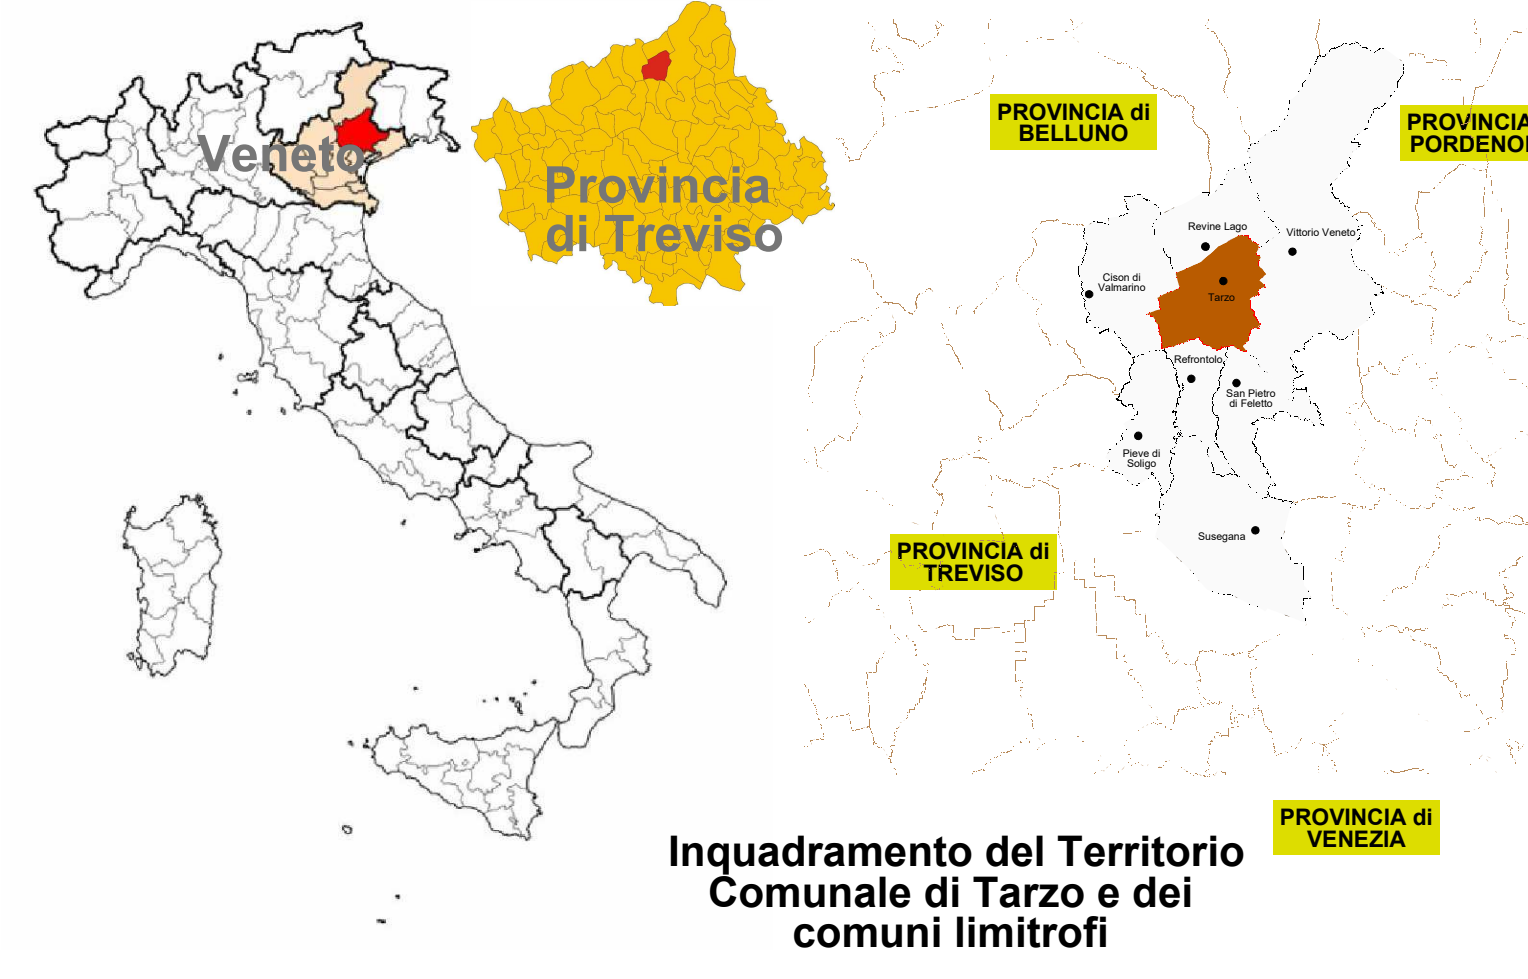 Veneto
Provincia
di Treviso
PROVINCIA di
BELLUNO
PROVINCIA
PORDENO
Revine Lago
Vittorio Veneto
Cison di
Valmarino
Tarzo
Refrontolo
San Pietro
di Feletto
Pieve di
Soligo
Susegana
PROVINCIA di
TREVISO
PROVINCIA di
VENEZIA
Inquadramento del Territorio
Comunale di Tarzo e dei
comuni limitrofi